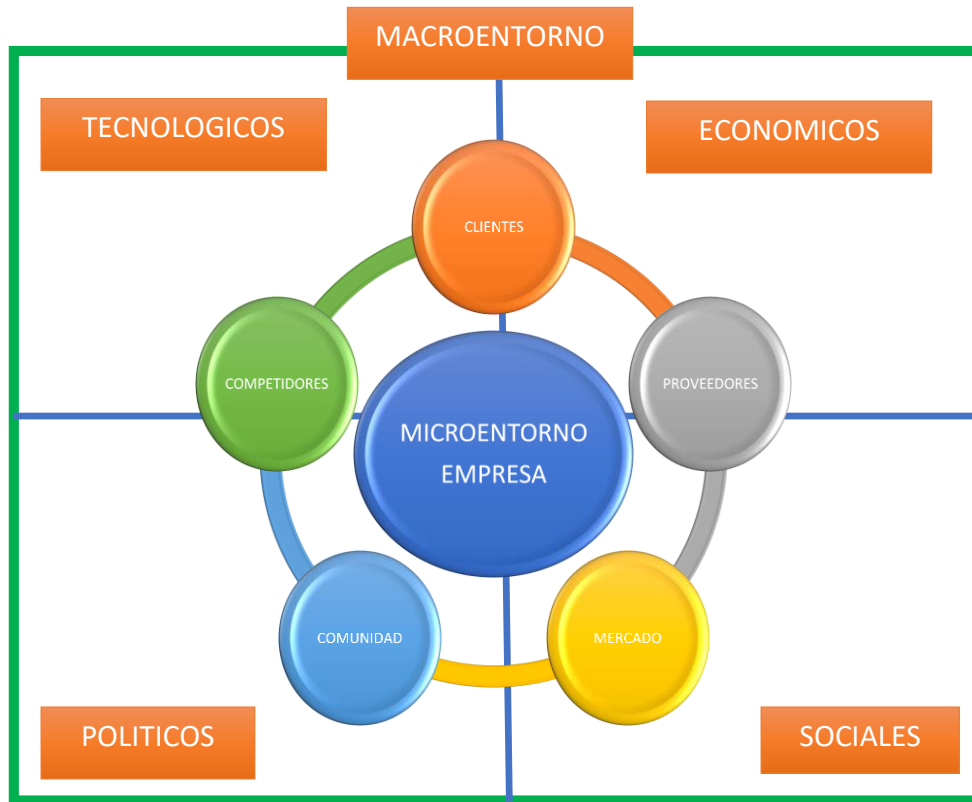 MACROENTORNO
TECNOLOGICOS
ECONOMICOS
CLIENTES
COMPETIDORES
PROVEEDORES
MICROENTORNO
EMPRESA
COMUNIDAD
MERCADO
POLITICOS
SOCIALES